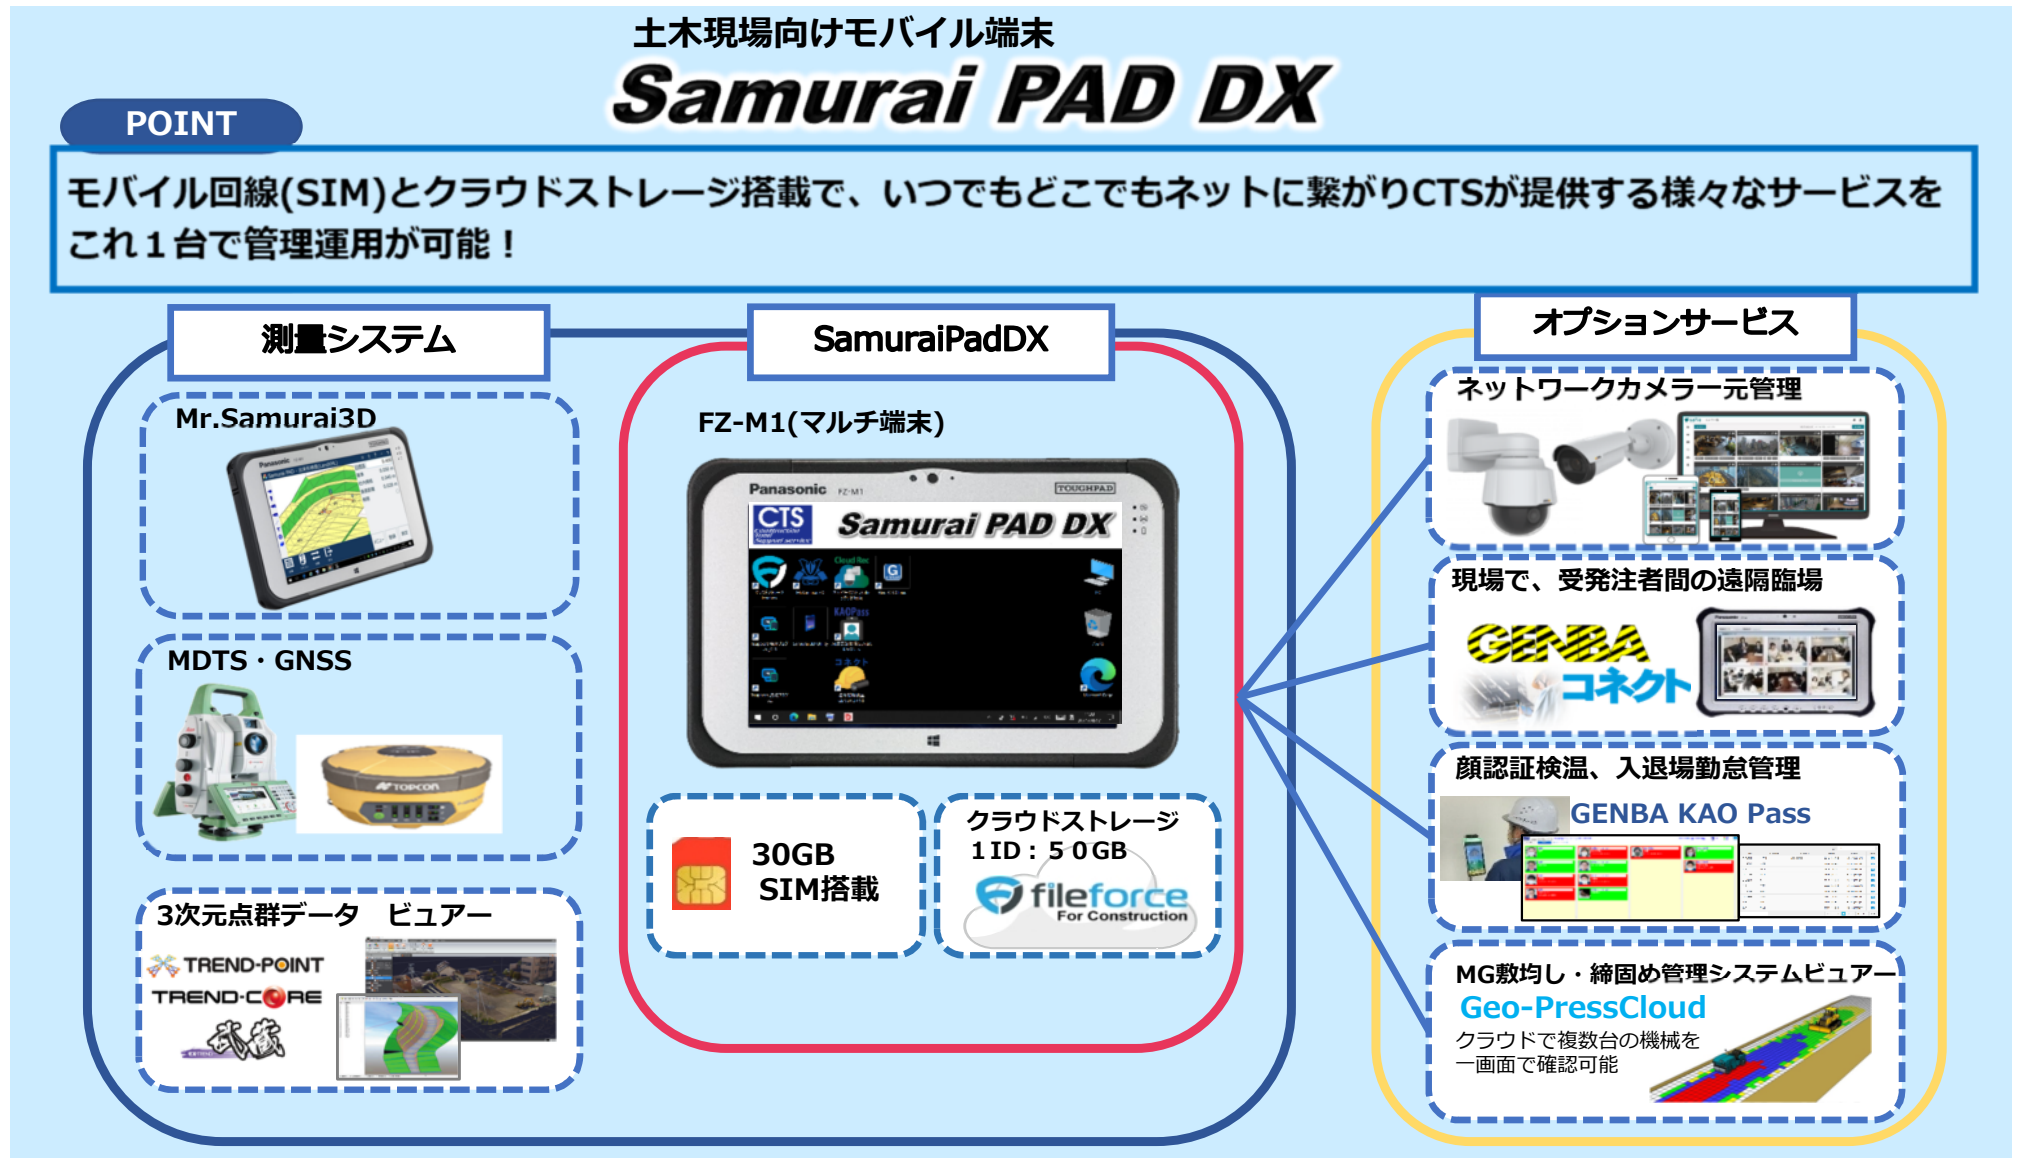 土木現場向けモバイル端末
Samurai PAD DX
POINT
モバイル回線(SIM)とクラウドストレージ搭載で、いつでもどこでもネットに繋がりCTSが提供する様々なサービスを
これ１台で管理運用が可能！
測量システム
Mr.Samurai3D
Panasonic
MDTS・GNSS
TOPCON
3次元点群データ　ビュアー
TREND-POINT
TREND-CORE
武蔵
SamuraiPadDX
FZ-M1(マルチ端末)
Panasonic FZ-M1
TOUGHPAD
CTS
Samurai PAD DX
Cloud Rec
KAOPass
コネクト
30GB
SIM搭載
クラウドストレージ
１ID：５０GB
fileforce
For Construction
オプションサービス
ネットワークカメラ一元管理
現場で、受発注者間の遠隔臨場
GENBA
コネクト
顔認証検温、入退場勤怠管理
GENBA KAO Pass
MG敷均し・締固め管理システムビュアー
Geo-PressCloud
クラウドで複数台の機械を
一画面で確認可能